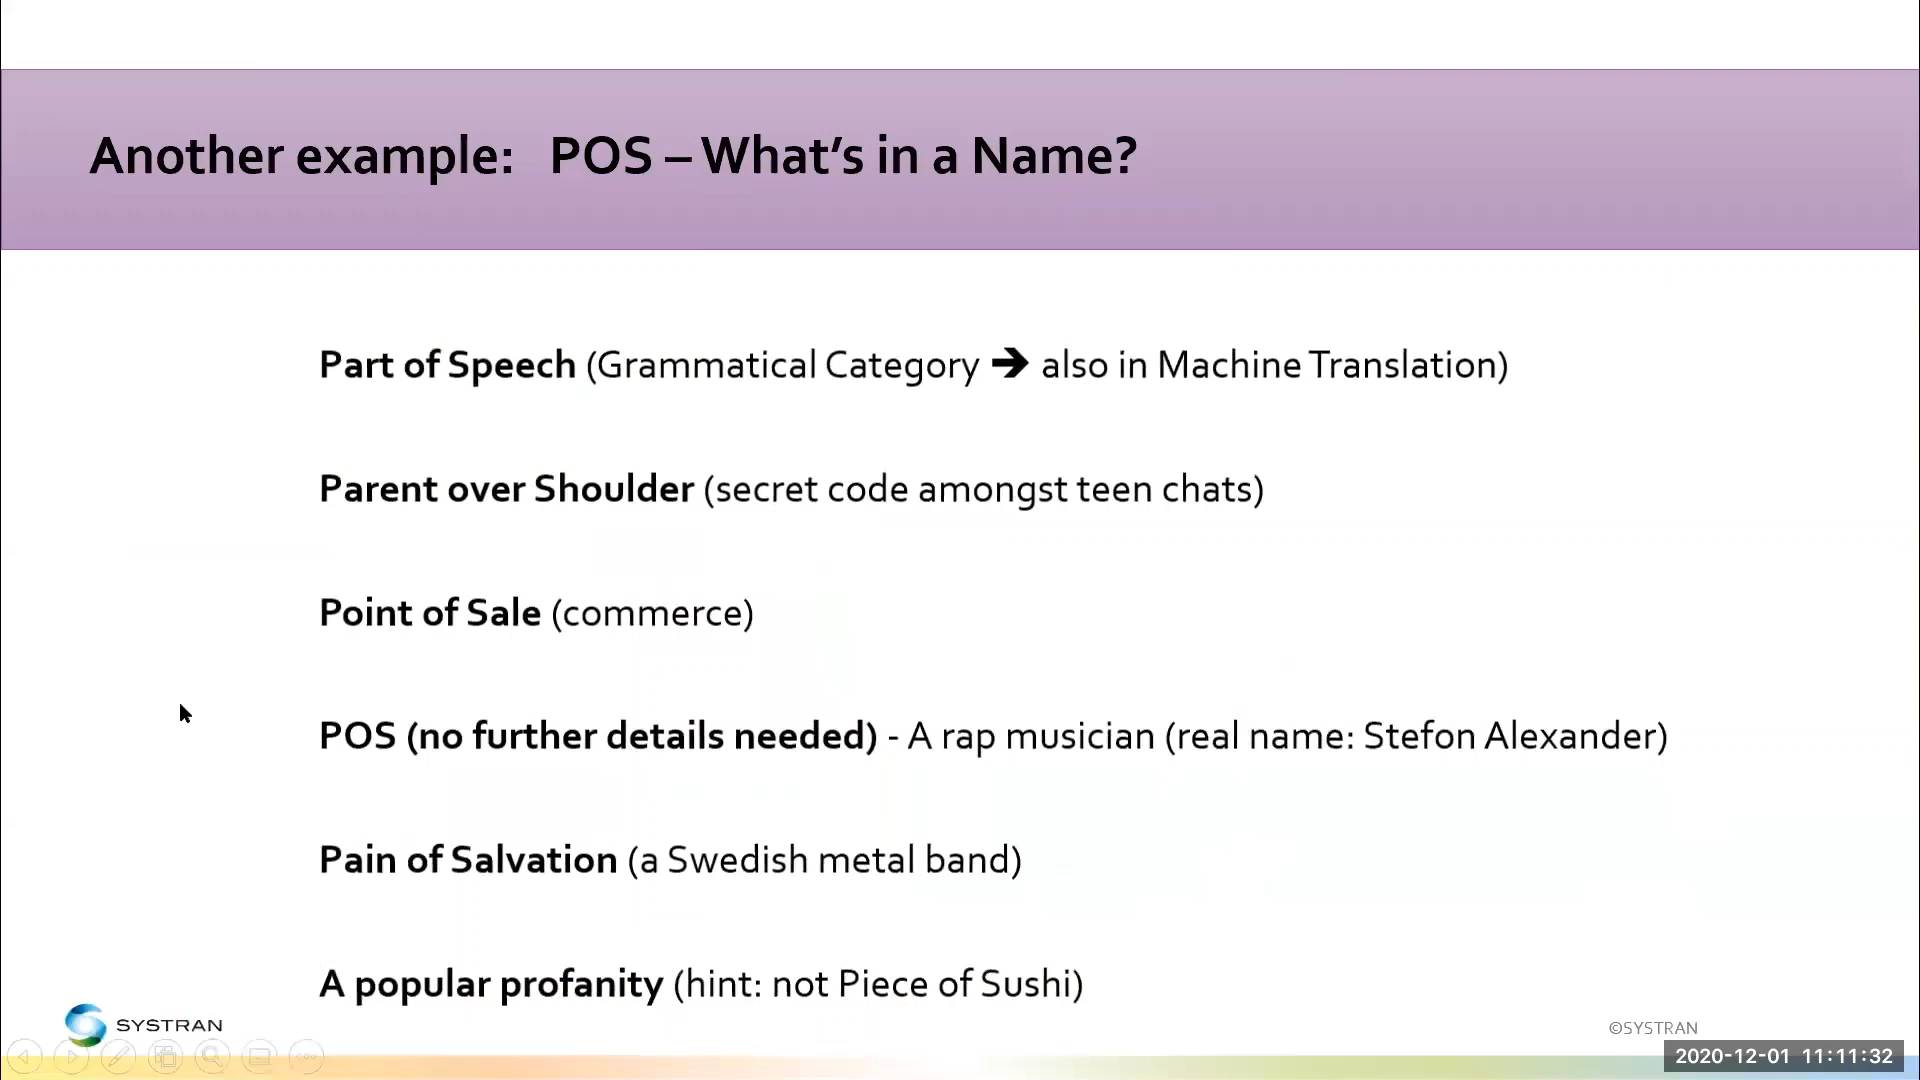 Another example: POS – What's in a Name?
Part of Speech (Grammatical Category ➔ also in Machine Translation)
Parent over Shoulder (secret code amongst teen chats)
Point of Sale (commerce)
POS (no further details needed) - A rap musician (real name: Stefon Alexander)
Pain of Salvation (a Swedish metal band)
A popular profanity (hint: not Piece of Sushi)
SYSTRAN
©SYSTRAN
2020-12-01 11:11:32